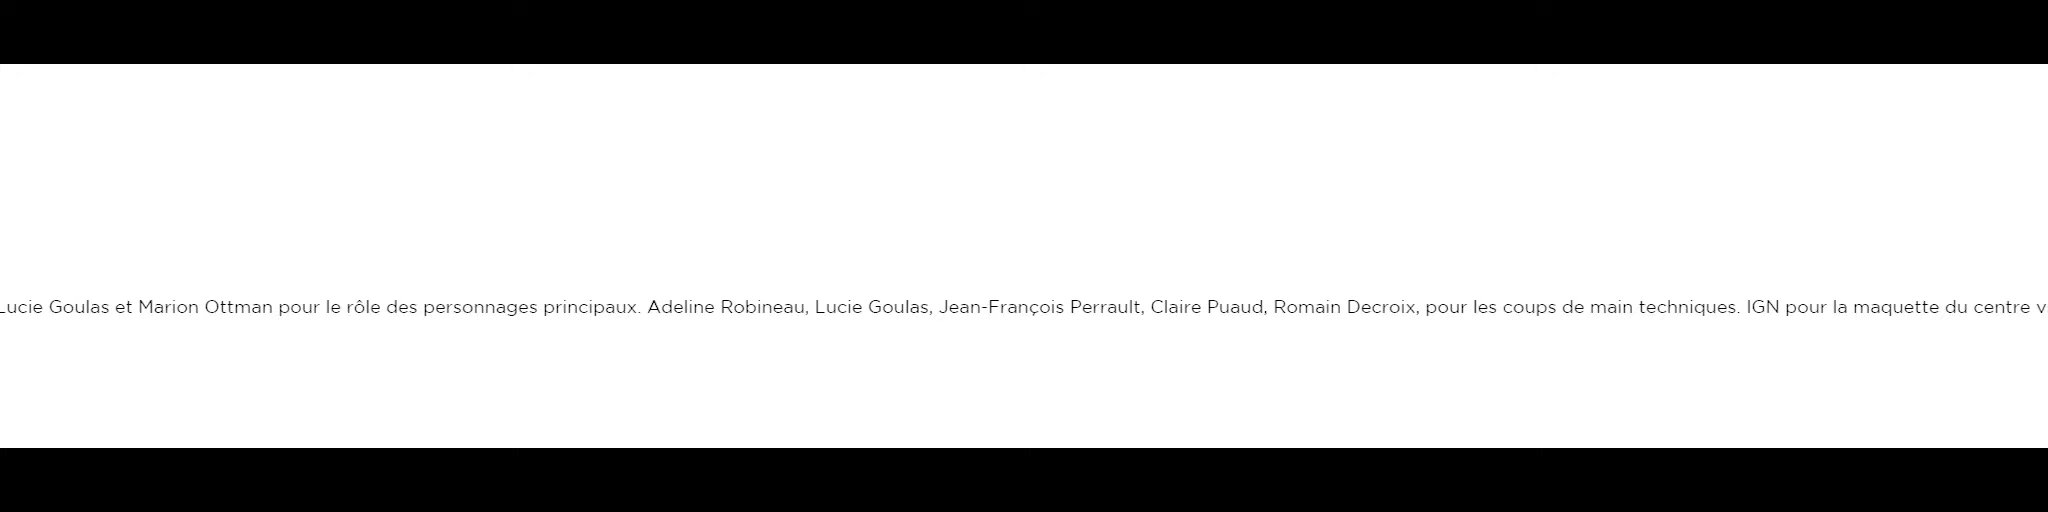 Lucie Goulas et Marion Ottman pour le rôle des personnages principaux. Adeline Robineau, Lucie Goulas, Jean-François Perrault, Claire Puaud, Romain Decroix, pour les coups de main techniques. IGN pour la maquette du centre